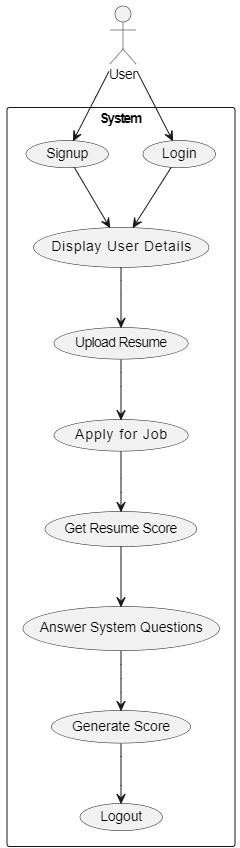 User
System
Signup
Login
Display User Details
Upload Resume
Apply for Job
Get Resume Score
Answer System Questions
Generate Score
Logout